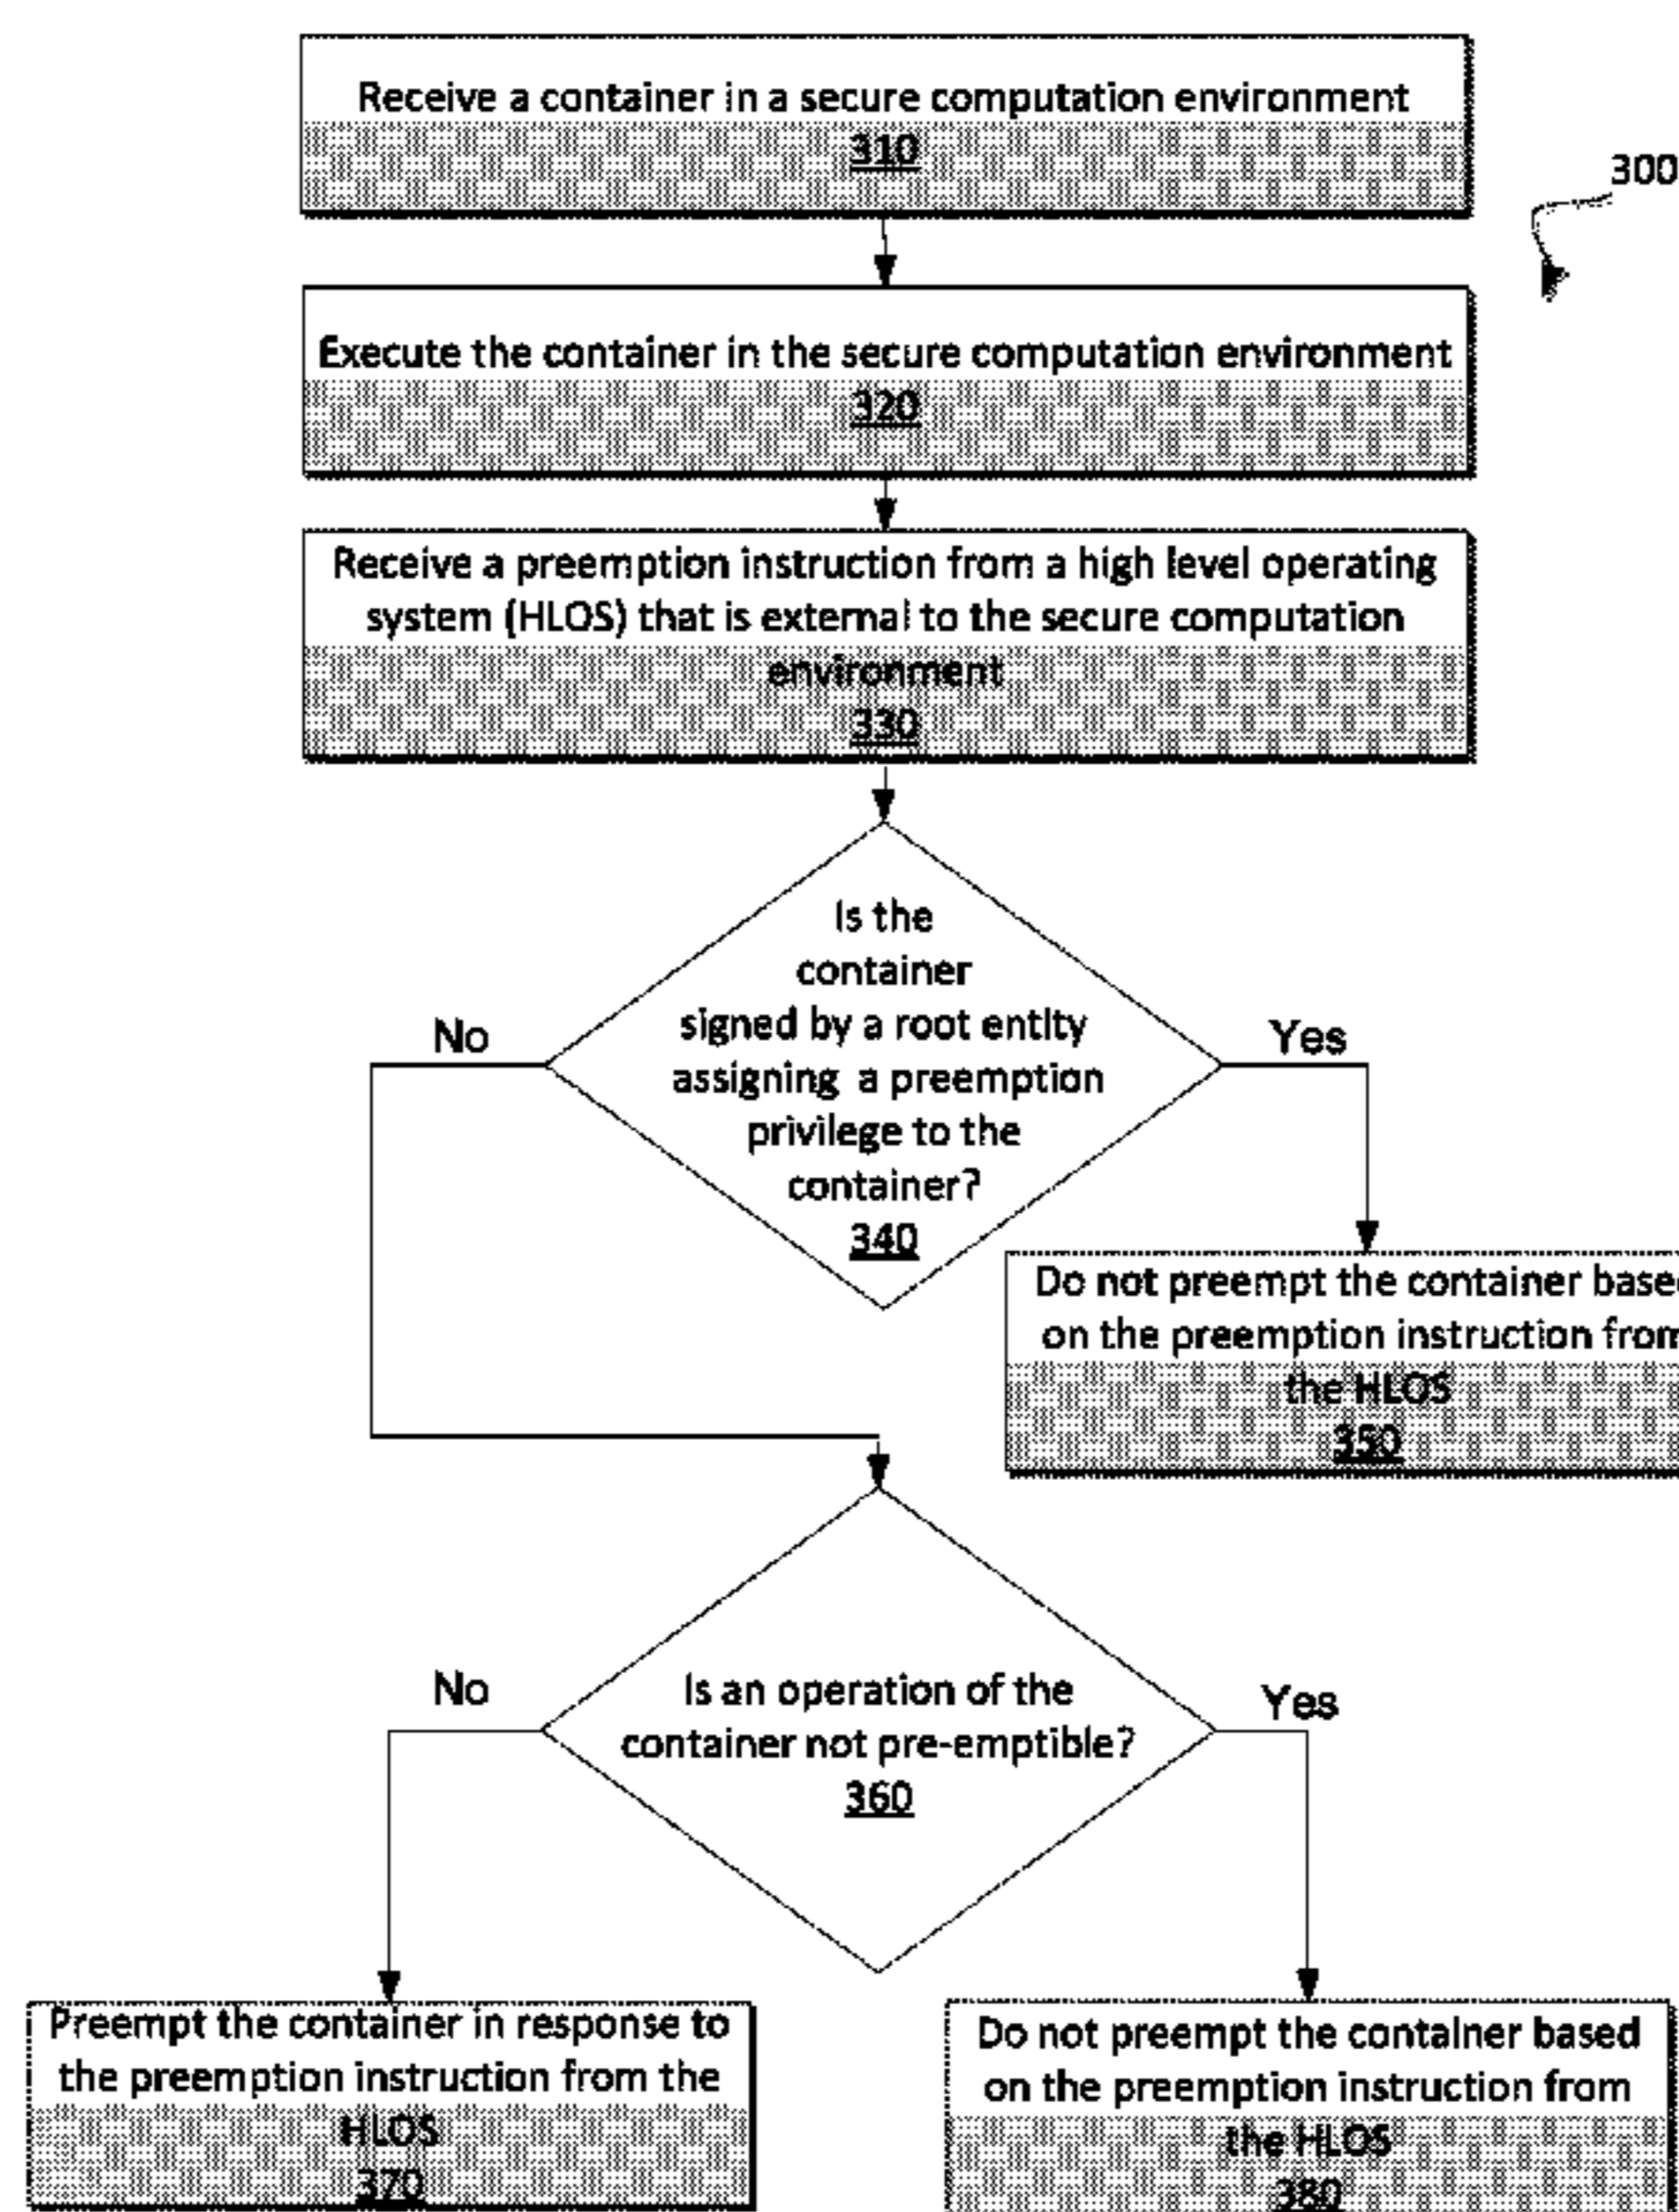 Receive a container in a secure computation environment
310
300
Execute the container in the secure computation environment
320
Receive a preemption instruction from a high level operating
system (HLOS) that is external to the secure computation
environment
330
Is the
container
signed by a root entity
assigning a preemption
privilege to the
container?
340
No
Yes
Do not preempt the container based
on the preemption instruction from
the HLOS
350
Is an operation of the
container not pre-emptible?
360
No
Yes
Preempt the container in response to
the preemption instruction from the
HLOS
370
Do not preempt the container based
on the preemption instruction from
the HLOS
380